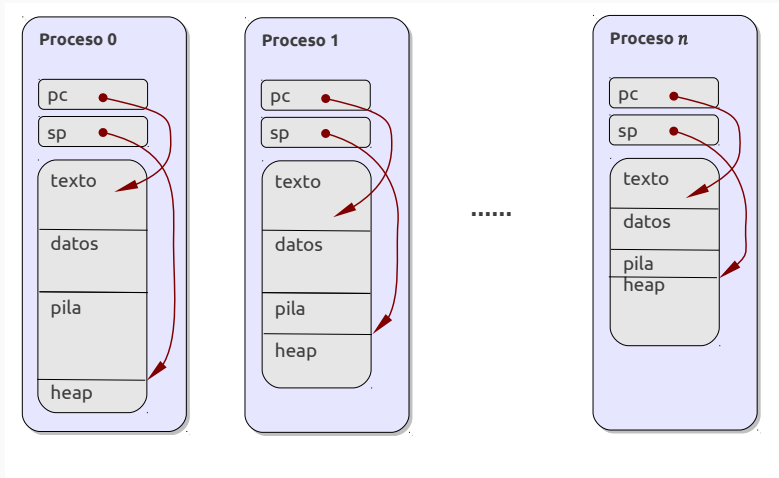 Proceso 0
pc
sp
texto
datos
pila
heap
Proceso 1
pc
sp
texto
datos
pila
heap
......
Proceso n
pc
sp
texto
datos
pila
heap